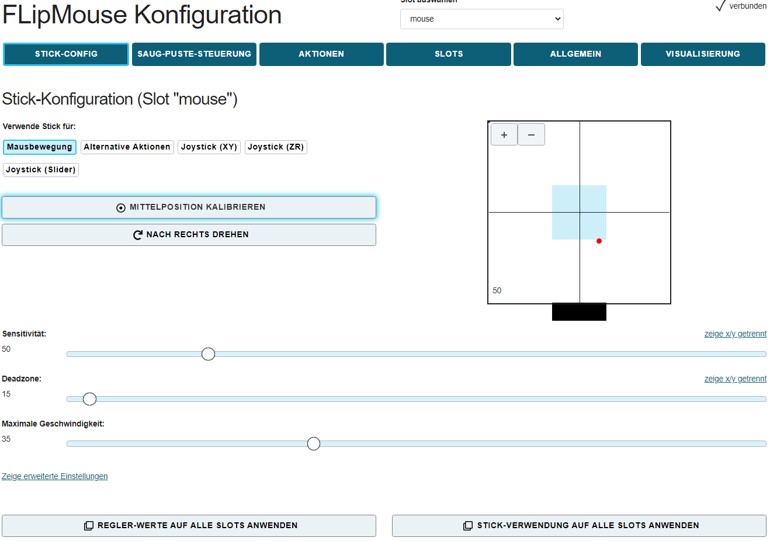 FLipMouse Konfiguration
Slot auswählen
mouse
verbunden
STICK-CONFIG
SAUG-PUSTE-STEUERUNG
AKTIONEN
SLOTS
ALLGEMEIN
VISUALISIERUNG
Stick-Konfiguration (Slot "mouse")
Verwende Stick für:
Mausbewegung
Alternative Aktionen
Joystick (XY)
Joystick (ZR)
Joystick (Slider)
MITTELPOSITION KALIBRIEREN
NACH RECHTS DREHEN
+
−
50
Sensitivität:
zeige x/y getrennt
50
Deadzone:
zeige x/y getrennt
15
Maximale Geschwindigkeit:
35
Zeige erweiterte Einstellungen
REGLER-WERTE AUF ALLE SLOTS ANWENDEN
STICK-VERWENDUNG AUF ALLE SLOTS ANWENDEN